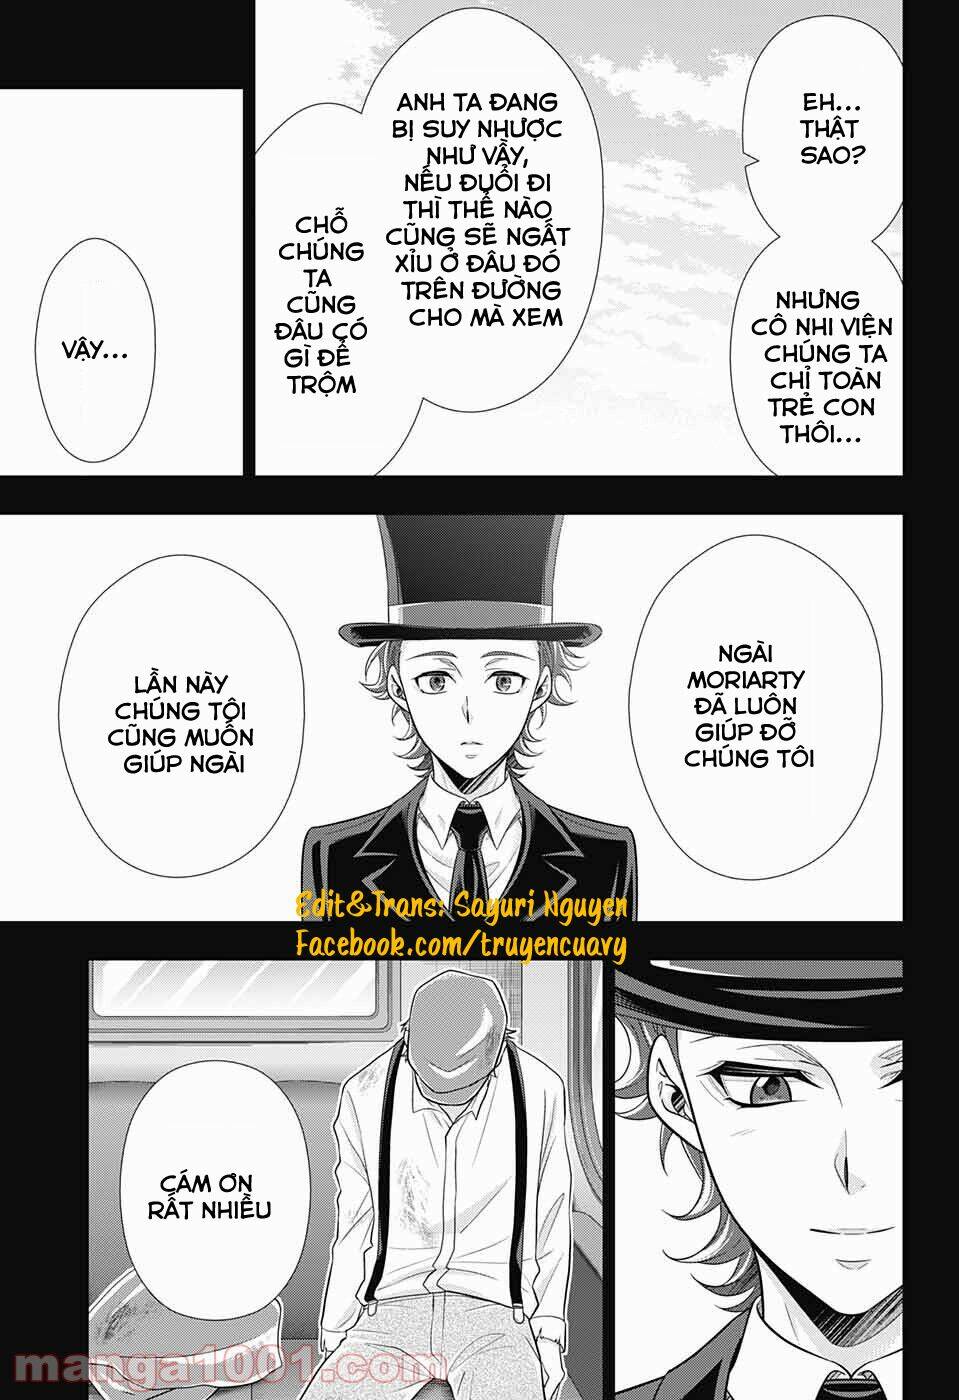 EH...
THẬT
SAO?
NHƯNG
CÔ NHI VIỆN
CHÚNG TA
CHỈ TOÀN
TRẺ CON
THÔI...
ANH TA ĐANG
BỊ SUY NHƯỢC
NHƯ VẦY,
NẾU ĐUỔI ĐI
THÌ THẾ NÀO
CŨNG SẼ NGẤT
XỈU Ở ĐÂU ĐÓ
TRÊN ĐƯỜNG
CHO MÀ XEM
CHỖ
CHÚNG
TA
CŨNG
ĐÂU CÓ
GÌ ĐỂ
TRỘM
VẬY...
NGÀI
MORIARTY
ĐÃ LUÔN
GIÚP ĐỠ
CHÚNG TÔI
LẦN NÀY
CHÚNG TÔI
CŨNG MUỐN
GIÚP NGÀI
Edit&Trans: Sayuri Nguyen
Facebook.com/truyencuavy
CÁM ƠN
RẤT NHIỀU
manga1001.com